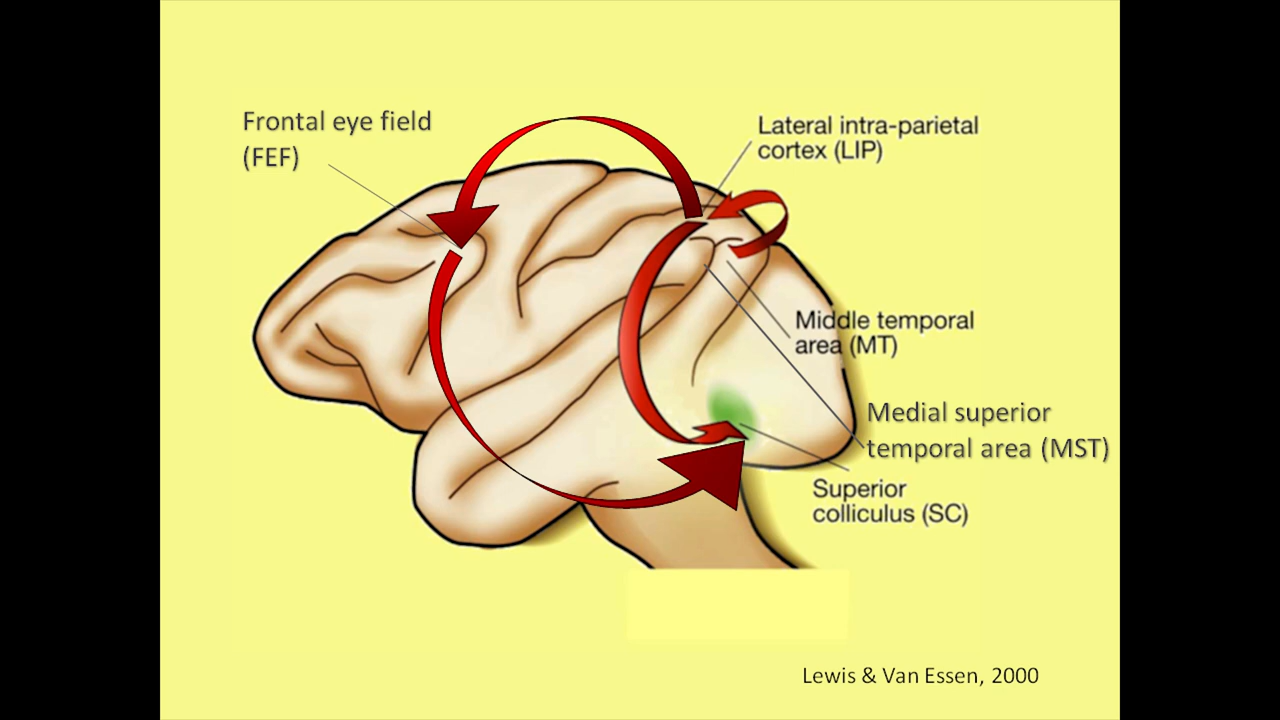 Frontal eye field
(FEF)
Lateral intra-parietal
cortex (LIP)
Middle temporal
area (MT)
Medial superior
temporal area (MST)
Superior
colliculus (SC)
Lewis & Van Essen, 2000